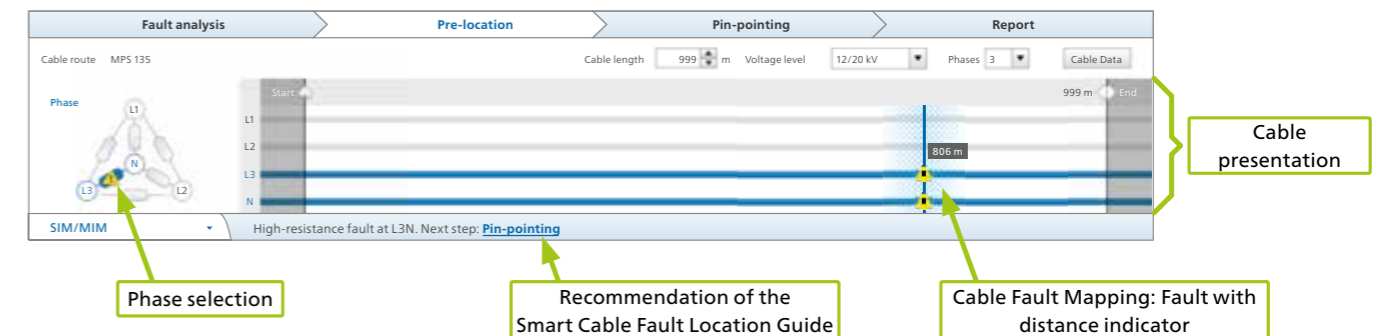 Fault analysis Pre-location Pin-pointing Report
Cable route MPS 135 Cable length 999 m Voltage level 12/20 kV Phases 3 Cable Data
Phase
Start 999 m End
L1
N
L3 L2
L1
L2
806 m
L3
N
Cable
presentation
SIM/MIM High-resistance fault at L3N. Next step: Pin-pointing
Phase selection
Recommendation of the
Smart Cable Fault Location Guide
Cable Fault Mapping: Fault with
distance indicator